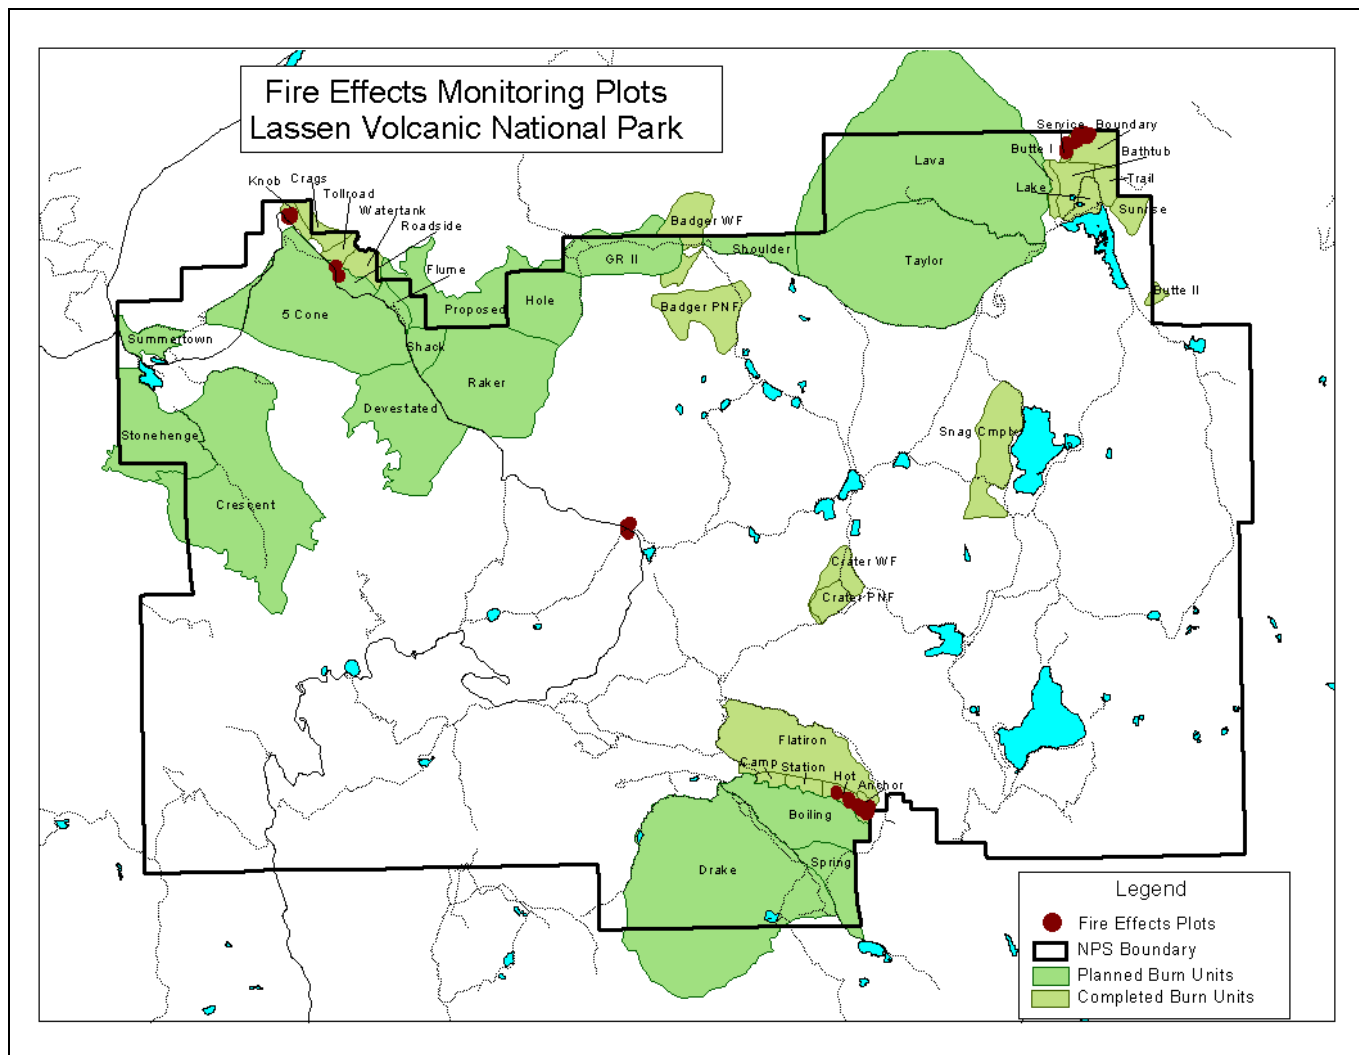 Fire Effects Monitoring Plots
Lassen Volcanic National Park
Service Boundary
Butte I
Bathtub
Lava
Trail
Lake
Sunrise
Knob
Crags
Tollroad
Watertank
Roadside
Badger WF
Shoulder
GR II
Taylor
Flume
Butte II
Badger PNF
Hole
Proposed
5 Cone
Summertown
Shack
Raker
Devestated
Stonehenge
Snag Cmplx
Crescent
Crater WF
Crater PNF
Flatiron
Camp
Station
Hot
Anchor
Boiling
Spring
Drake
Legend
Fire Effects Plots
NPS Boundary
Planned Burn Units
Completed Burn Units